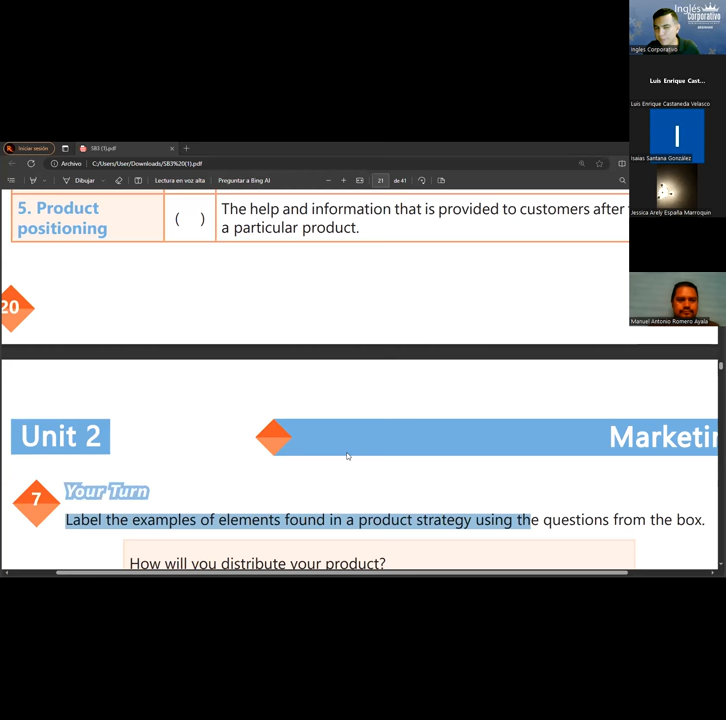 Inglés
Corporativo
Ingles Corporativo
Luis Enrique Cast...
Luis Enrique Castaneda Velasco
I
Isaias Santana González
Jessica Arely España Marroquin
Manuel Antonio Romero Ayala
Iniciar sesión
SB3 (1).pdf
Archivo
C:/Users/User/Downloads/SB3%20(1).pdf
Dibujar
Lectura en voz alta
Preguntar a Bing AI
21
de 41
5. Product
positioning
( )
The help and information that is provided to customers after
a particular product.
20
Unit 2
Marketin
7
Your Turn
Label the examples of elements found in a product strategy using the questions from the box.
How will you distribute your product?